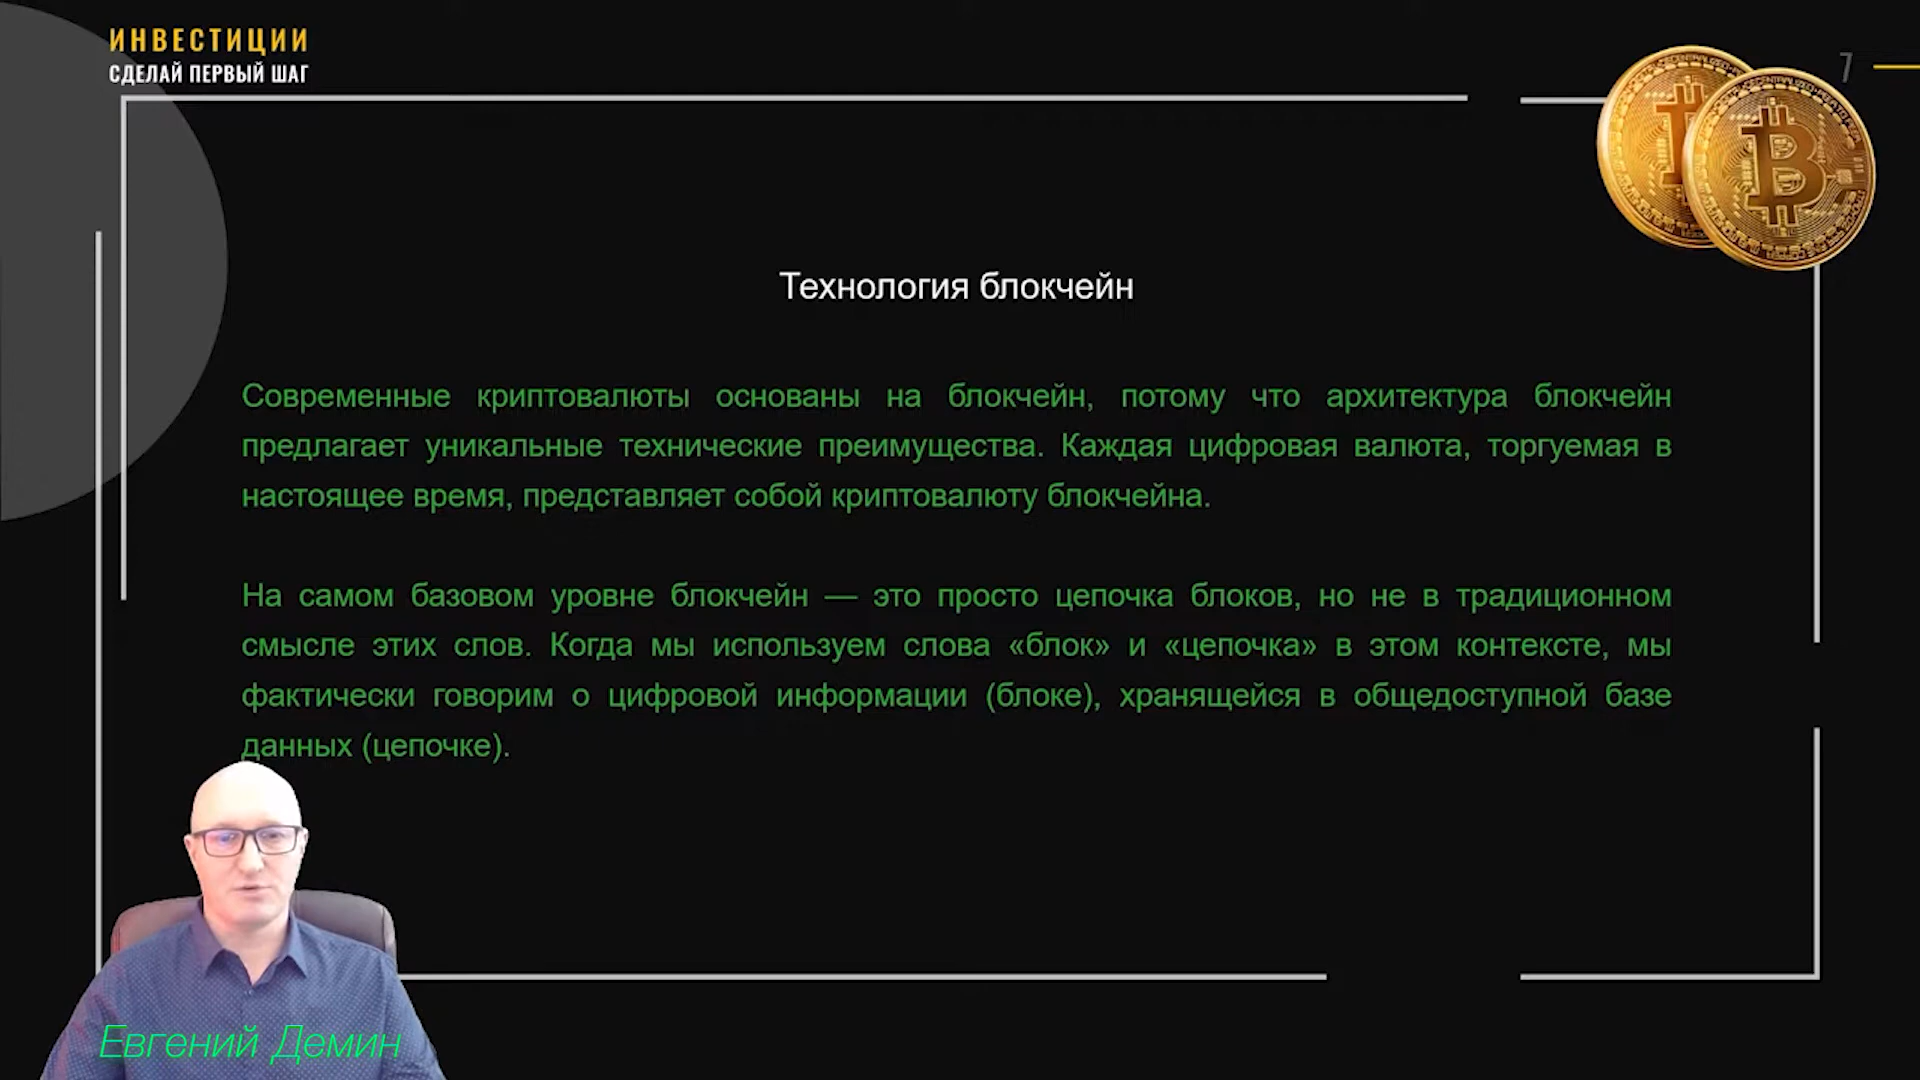 ИНВЕСТИЦИИ
СДЕЛАЙ ПЕРВЫЙ ШАГ
7
Технология блокчейн
Современные криптовалюты основаны на блокчейн, потому что архитектура блокчейн
предлагает уникальные технические преимущества. Каждая цифровая валюта, торгуемая в
настоящее время, представляет собой криптовалюту блокчейна.
На самом базовом уровне блокчейн — это просто цепочка блоков, но не в традиционном
смысле этих слов. Когда мы используем слова «блок» и «цепочка» в этом контексте, мы
фактически говорим о цифровой информации (блоке), хранящейся в общедоступной базе
данных (цепочке).
Евгений Демин